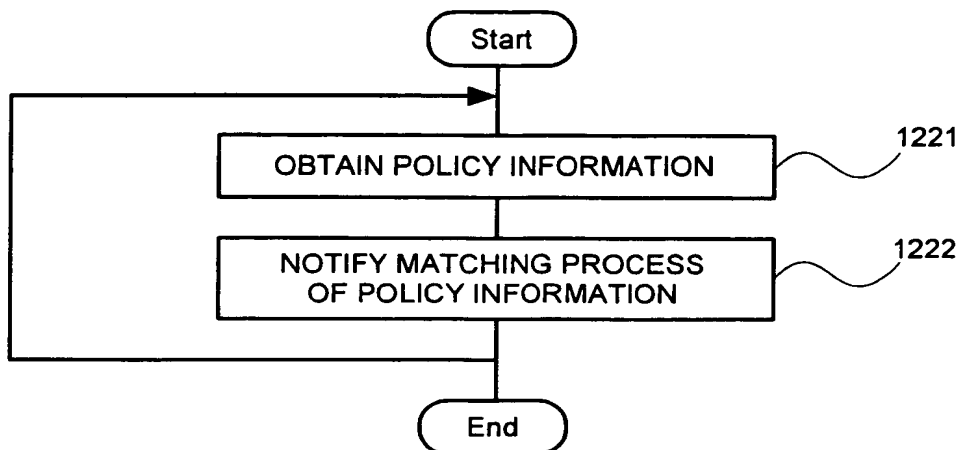 Start
OBTAIN POLICY INFORMATION
1221
NOTIFY MATCHING PROCESS
OF POLICY INFORMATION
1222
End